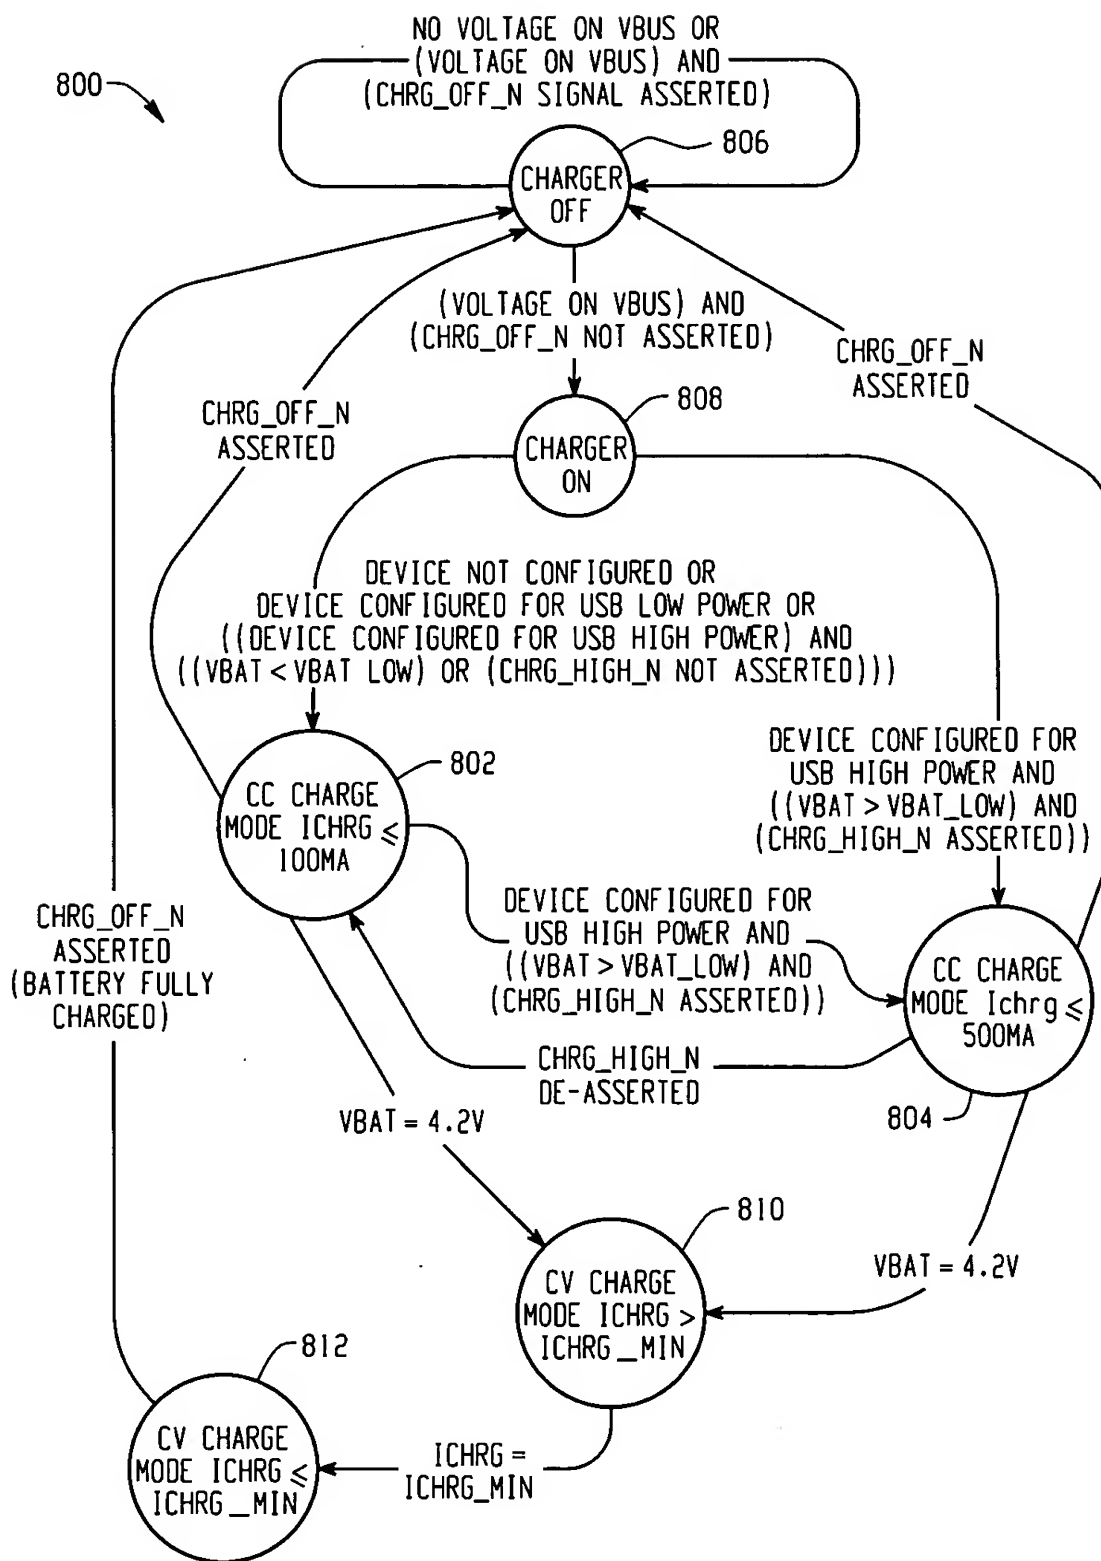 NO VOLTAGE ON VBUS OR
(VOLTAGE ON VBUS) AND
(CHRG_OFF_N SIGNAL ASSERTED)
800
806
CHARGER
OFF
(VOLTAGE ON VBUS) AND
(CHRG_OFF_N NOT ASSERTED)
CHRG_OFF_N
ASSERTED
CHRG_OFF_N
ASSERTED
808
CHARGER
ON
DEVICE NOT CONFIGURED OR
DEVICE CONFIGURED FOR USB LOW POWER OR
((DEVICE CONFIGURED FOR USB HIGH POWER) AND
((VBAT < VBAT LOW) OR (CHRG_HIGH_N NOT ASSERTED)))
802
CC CHARGE
MODE ICHRG ≤
100MA
DEVICE CONFIGURED FOR
USB HIGH POWER AND
((VBAT > VBAT_LOW) AND
(CHRG_HIGH_N ASSERTED))
DEVICE CONFIGURED FOR
USB HIGH POWER AND
((VBAT > VBAT_LOW) AND
(CHRG_HIGH_N ASSERTED))
CHRG_OFF_N
ASSERTED
(BATTERY FULLY
CHARGED)
CC CHARGE
MODE Ichrg ≤
500MA
CHRG_HIGH_N
DE-ASSERTED
804
VBAT = 4.2V
810
CV CHARGE
MODE ICHRG >
ICHRG_MIN
VBAT = 4.2V
812
CV CHARGE
MODE ICHRG ≤
ICHRG_MIN
ICHRG =
ICHRG_MIN